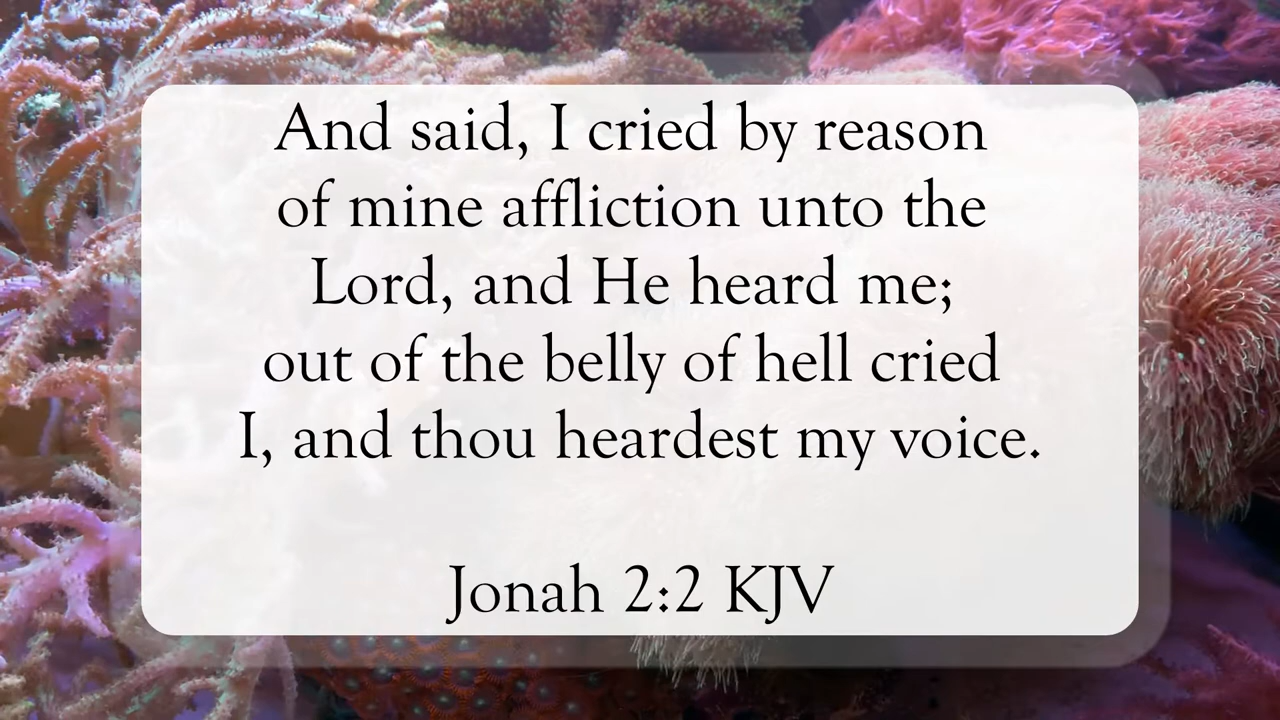 And said, I cried by reason
of mine affliction unto the
Lord, and He heard me;
out of the belly of hell cried
I, and thou heardest my voice.
Jonah 2:2 KJV